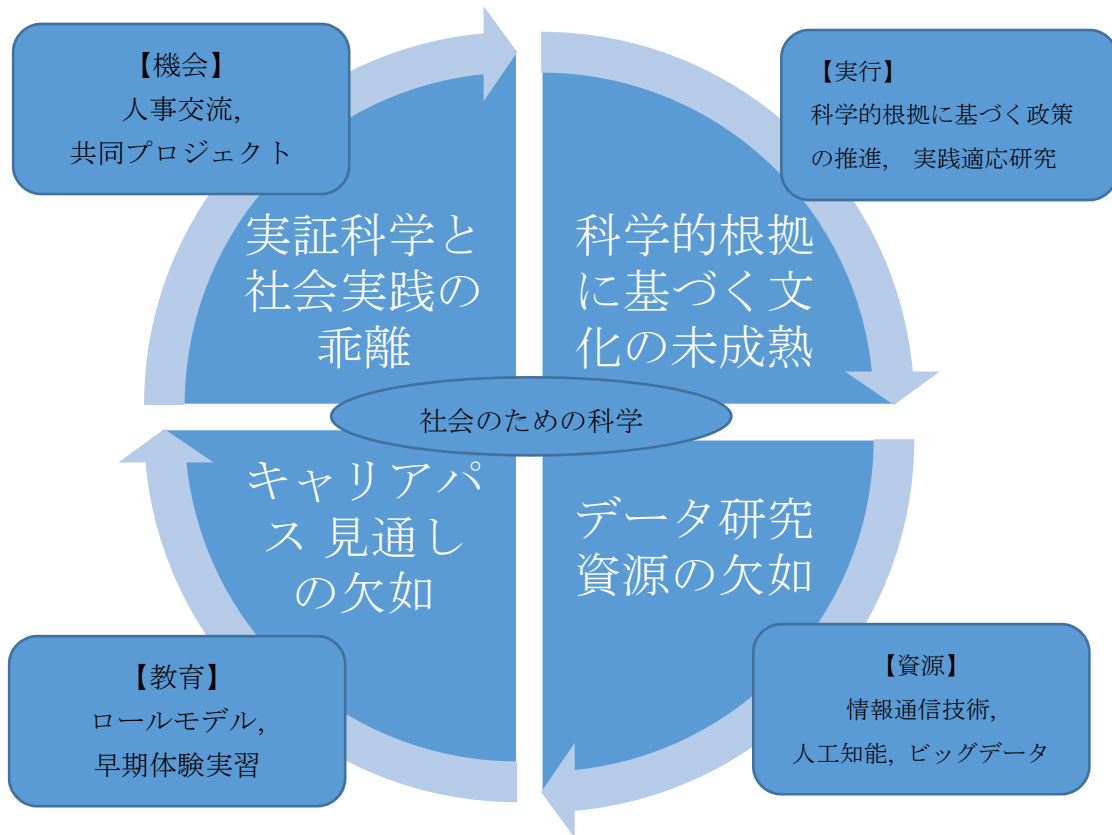 【機会】
人事交流,
共同プロジェクト
【実行】
科学的根拠に基づく政策
の推進, 実践適応研究
実証科学と
社会実践の
乖離
科学的根拠
に基づく文
化の未成熟
社会のための科学
キャリアパ
ス 見通し
の欠如
データ研究
資源の欠如
【教育】
ロールモデル,
早期体験実習
【資源】
情報通信技術,
人工知能, ビッグデータ